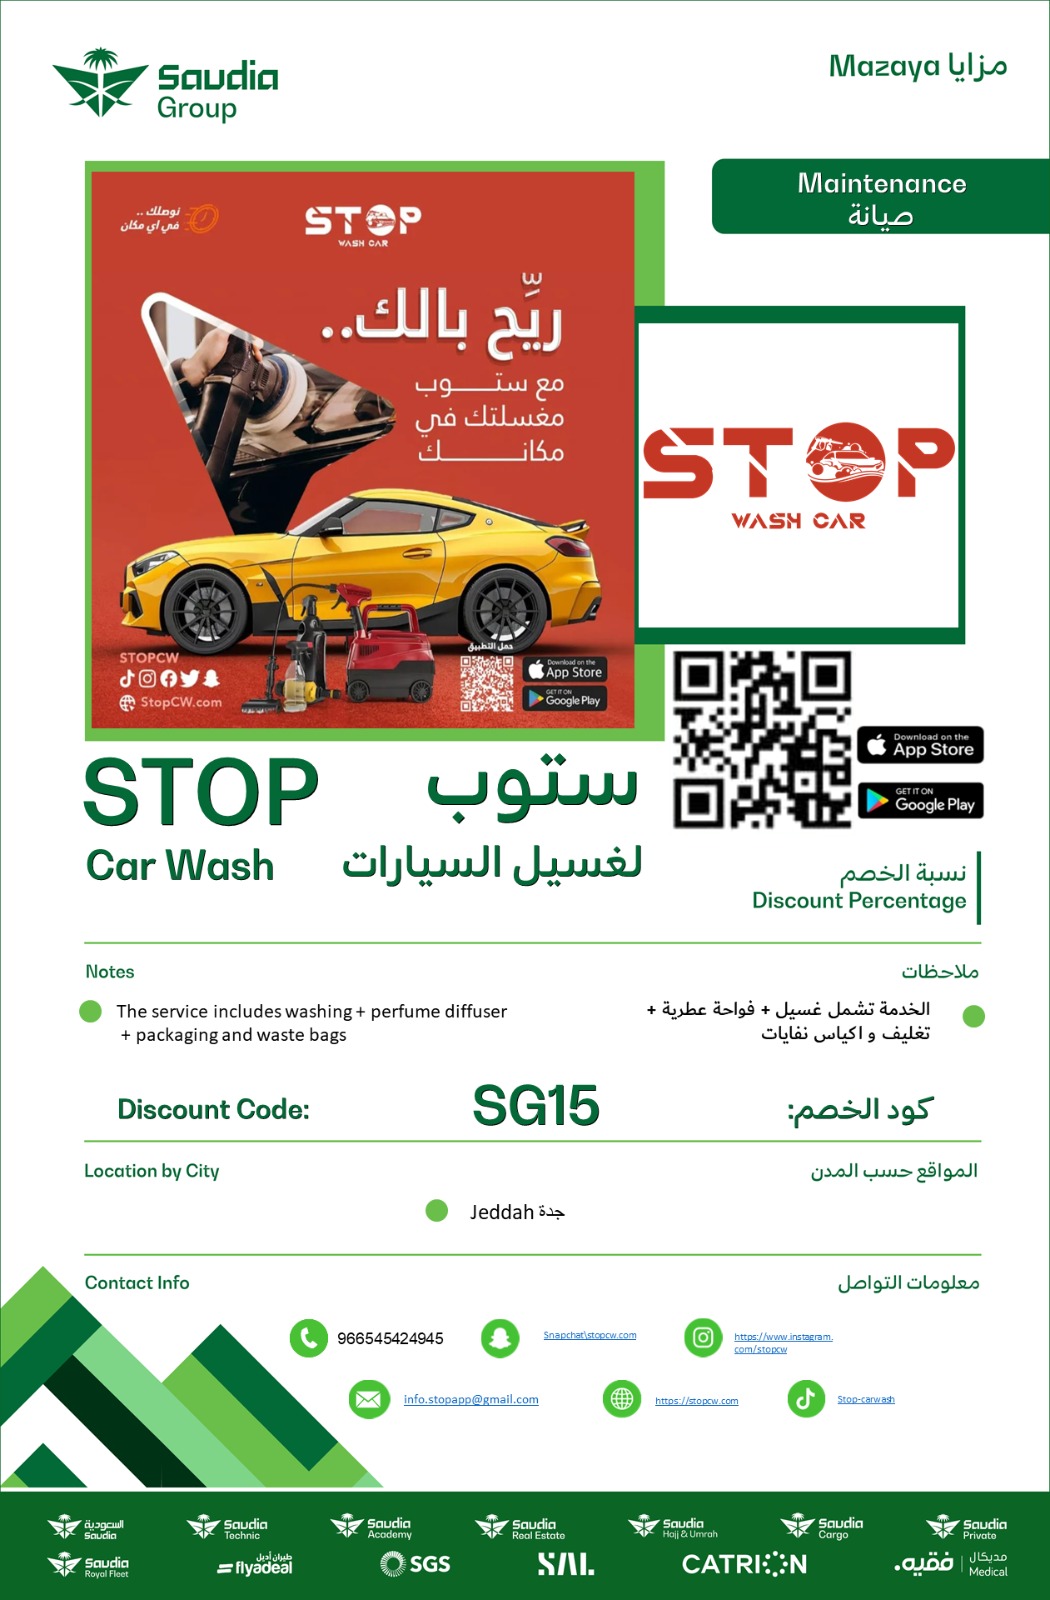 Saudia
Group
Mazaya مزايا
Maintenance
صيانة
نوصلك ..
في اي مكان
STOP
WASH CAR
ريِّح بالك..
مع ستـــــوب
مغسلتك في
مكانـــــــــك
STOP
WASH CAR
STOPCW
StopCW.com
حمل التطبيق
Download on the
App Store
GET IT ON
Google Play
Download on the
App Store
GET IT ON
Google Play
STOP
ستوب
Car Wash
لغسيل السيارات
نسبة الخصم
Discount Percentage
Notes
ملاحظات
The service includes washing + perfume diffuser
+ packaging and waste bags
الخدمة تشمل غسيل + فواحة عطرية +
تغليف و اكياس نفايات
Discount Code:
SG15
كود الخصم:
Location by City
المواقع حسب المدن
Jeddah جدة
Contact Info
معلومات التواصل
966545424945
Snapchat\stopcw.com
https://www.instagram.
com/stopcw
info.stopapp@gmail.com
https://stopcw.com
Stop-carwash
السعودية
Saudia
Saudia
Technic
Saudia
Academy
Saudia
Real Estate
Saudia
Hajj & Umrah
Saudia
Cargo
Saudia
Private
Saudia
Royal Fleet
طيران أديل
flyadeal
SGS
SAL
CATRION
فقيه.
مديكال
Medical